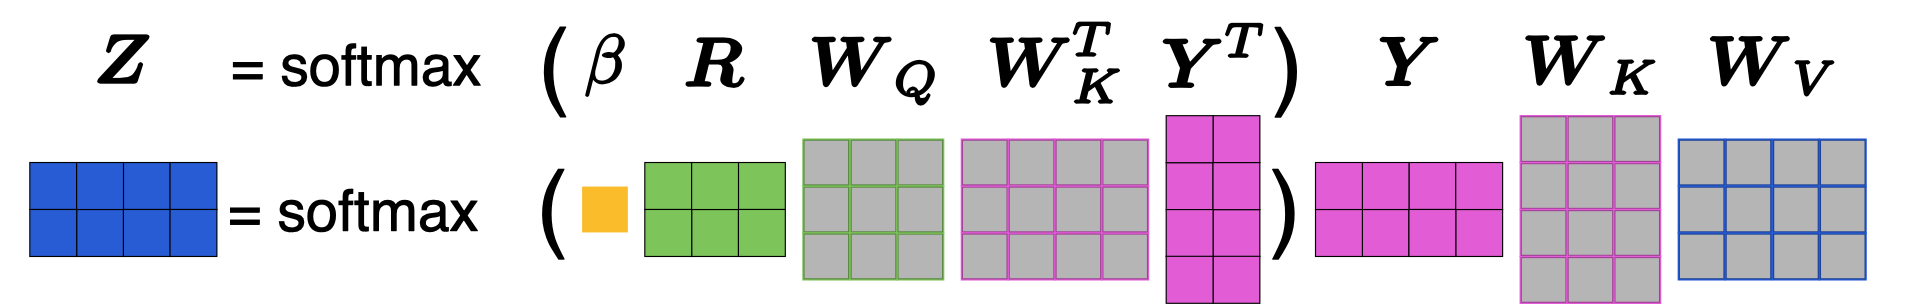 Z = softmax (β R W_Q W_K^T Y^T) Y W_K W_V
= softmax ( )